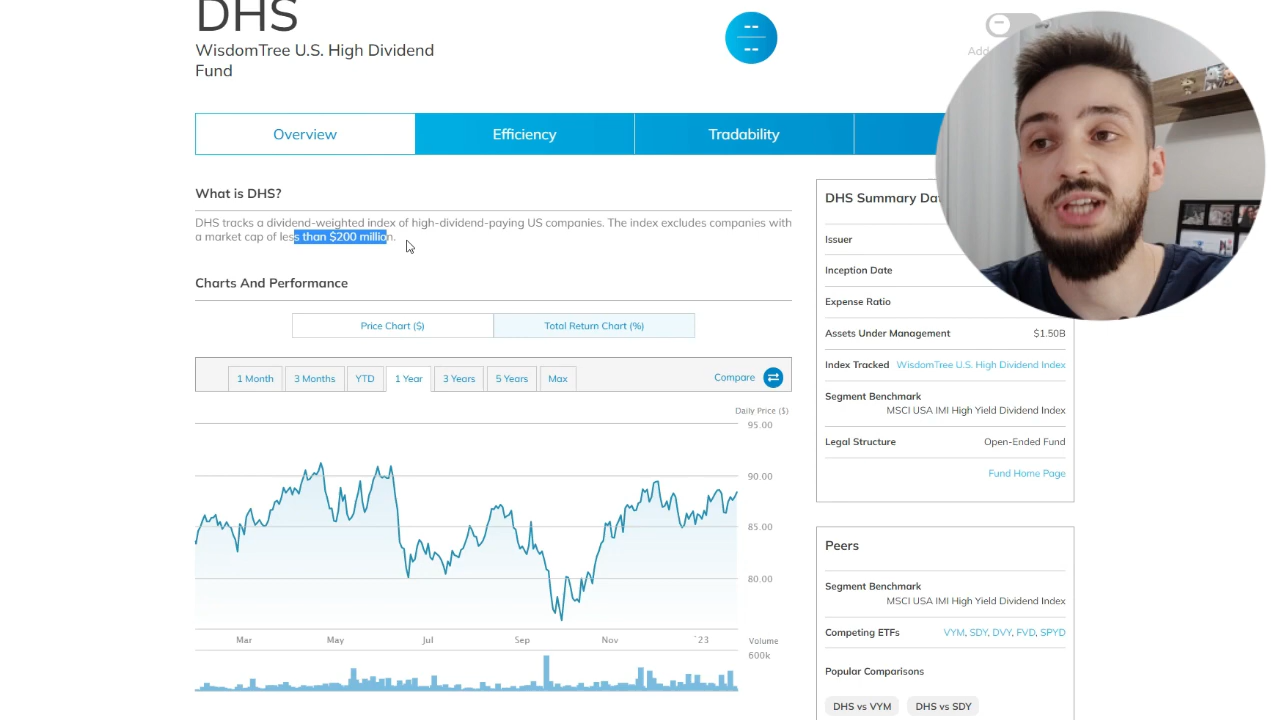 DHS
WisdomTree U.S. High Dividend
Fund
--
--
Overview
Efficiency
Tradability
What is DHS?
DHS tracks a dividend-weighted index of high-dividend-paying US companies. The index excludes companies with
a market cap of less than $200 million.
Charts And Performance
Price Chart ($)
Total Return Chart (%)
1 Month
3 Months
YTD
1 Year
3 Years
5 Years
Max
Compare
Daily Price ($)
95.00
90.00
85.00
80.00
Mar
May
Jul
Sep
Nov
'23
Volume
600k
DHS Summary
Issuer
Inception Date
Expense Ratio
Assets Under Management $1.50B
Index Tracked WisdomTree U.S. High Dividend Index
Segment Benchmark
MSCI USA IMI High Yield Dividend Index
Legal Structure Open-Ended Fund
Fund Home Page
Peers
Segment Benchmark
MSCI USA IMI High Yield Dividend Index
Competing ETFs VYM, SDY, DVY, FVD, SPYD
Popular Comparisons
DHS vs VYM
DHS vs SDY